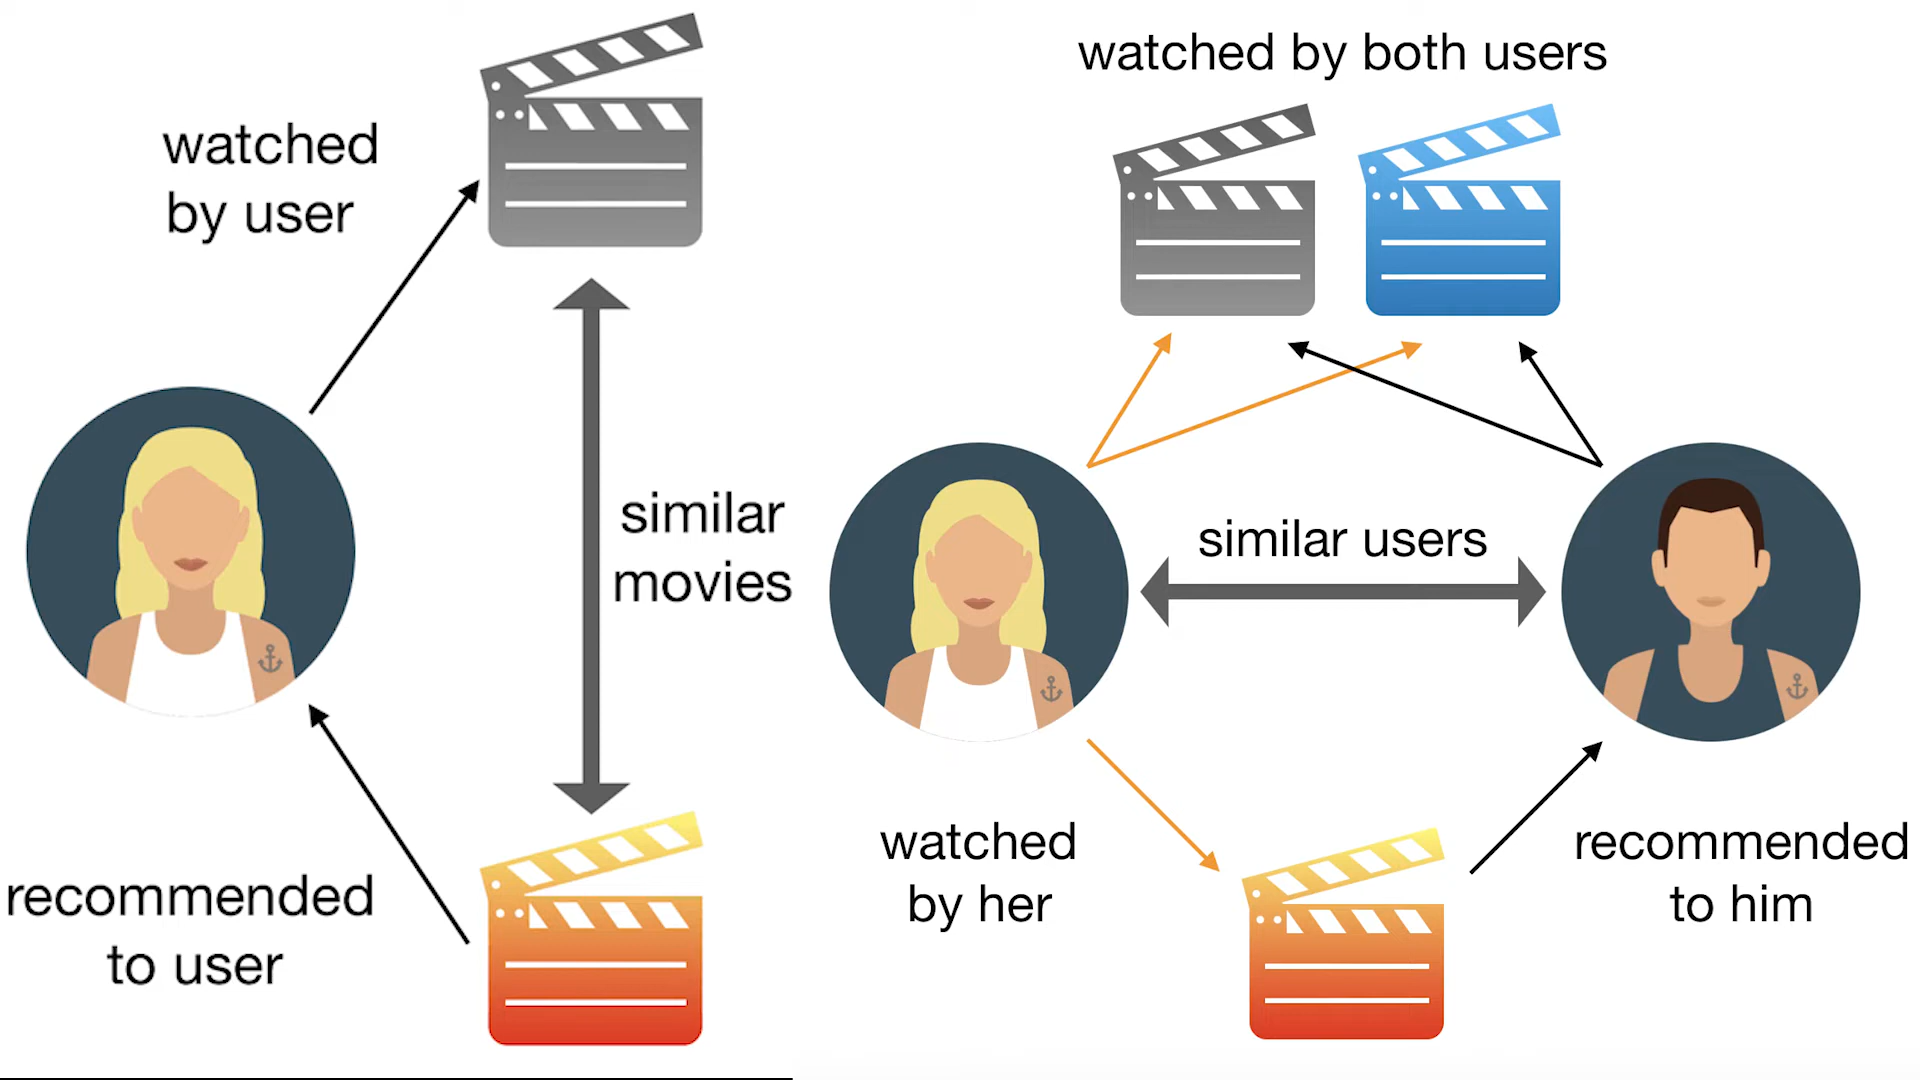 watched
by user
similar
movies
recommended
to user
watched by both users
similar users
watched
by her
recommended
to him